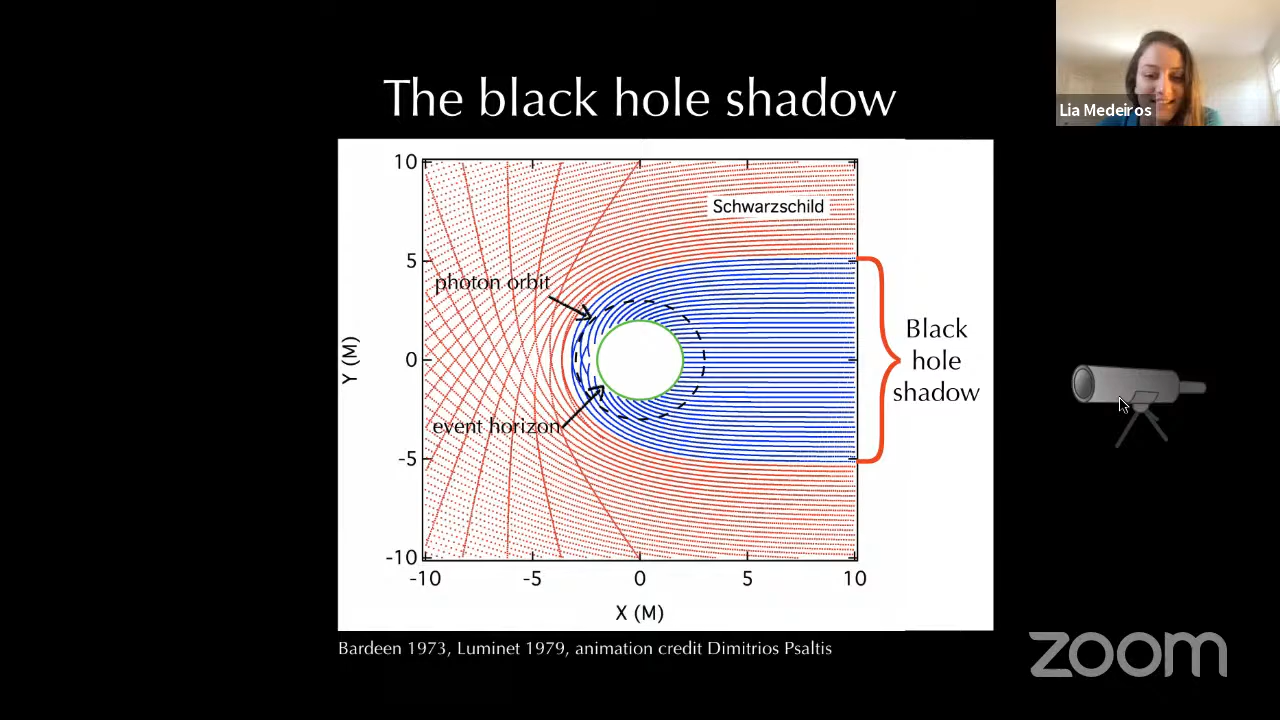 Lia Medeiros
The black hole shadow
10
5
0
-5
-10
Y (M)
Schwarzschild
photon orbit
event horizon
Black
hole
shadow
-10
-5
0
5
10
X (M)
Bardeen 1973, Luminet 1979, animation credit Dimitrios Psaltis
zoom